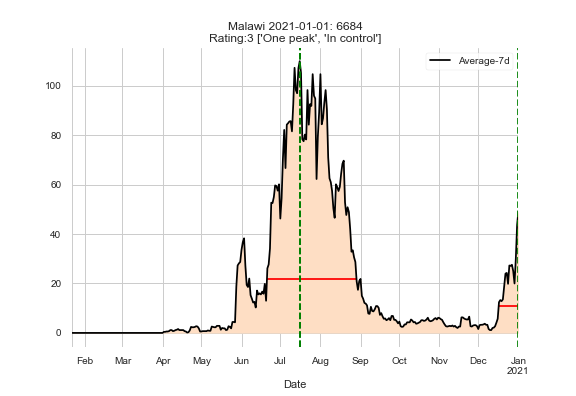 Malawi 2021-01-01: 6684
Rating:3 ['One peak', 'In control']
Average-7d
100
80
60
40
20
0
Feb Mar Apr May Jun Jul Aug Sep Oct Nov Dec Jan
2021
Date